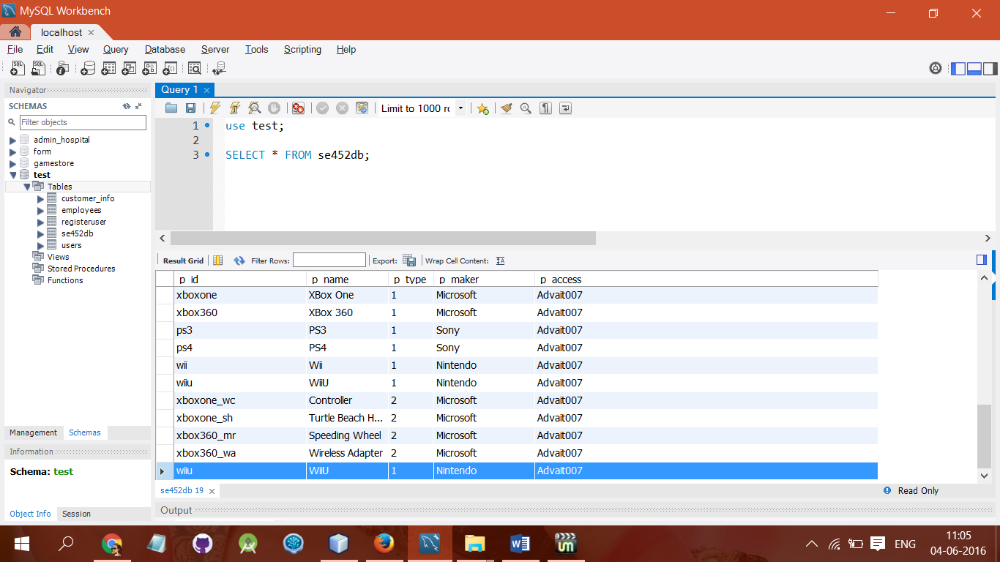 MySQL Workbench
localhost
File Edit View Query Database Server Tools Scripting Help
Navigator
SCHEMAS
Filter objects
admin_hospital
form
gamestore
test
Tables
customer_info
employees
registeruser
se452db
users
Views
Stored Procedures
Functions
Management Schemas
Information
Schema: test
Object Info Session
Query 1
Limit to 1000 rc
1 use test;
2
3 SELECT * FROM se452db;
Result Grid Filter Rows: Export: Wrap Cell Content:
p_id p_name p_type p_maker p_access
xboxone XBox One 1 Microsoft Advait007
xbox360 XBox 360 1 Microsoft Advait007
ps3 PS3 1 Sony Advait007
ps4 PS4 1 Sony Advait007
wii Wii 1 Nintendo Advait007
wiiu WiiU 1 Nintendo Advait007
xboxone_wc Controller 2 Microsoft Advait007
xboxone_sh Turtle Beach H... 2 Microsoft Advait007
xbox360_mr Speeding Wheel 2 Microsoft Advait007
xbox360_wa Wireless Adapter 2 Microsoft Advait007
wiiu WiiU 1 Nintendo Advait007
se452db 19 Read Only
Output
ENG
11:05
04-06-2016